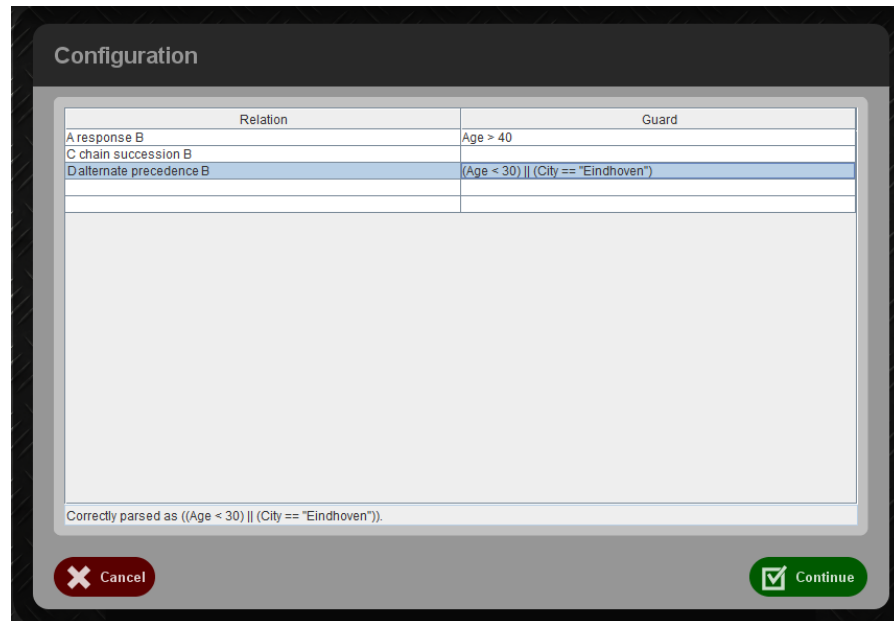 Configuration
Relation Guard
A response B Age > 40
C chain succession B
D alternate precedence B (Age < 30) || (City == "Eindhoven")
Correctly parsed as ((Age < 30) || (City == "Eindhoven")).
Cancel Continue